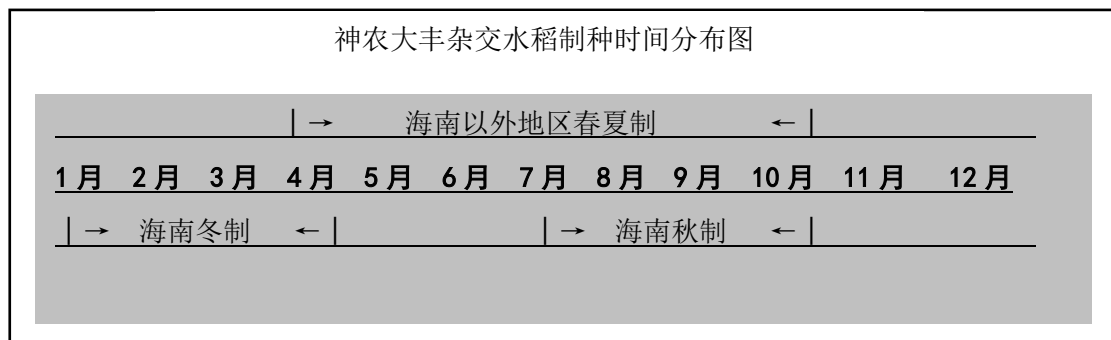 神农大丰杂交水稻制种时间分布图
|→ 海南以外地区春夏制 ←|
1月 2月 3月 4月 5月 6月 7月 8月 9月 10月 11月 12月
|→ 海南冬制 ←| |→ 海南秋制 ←|